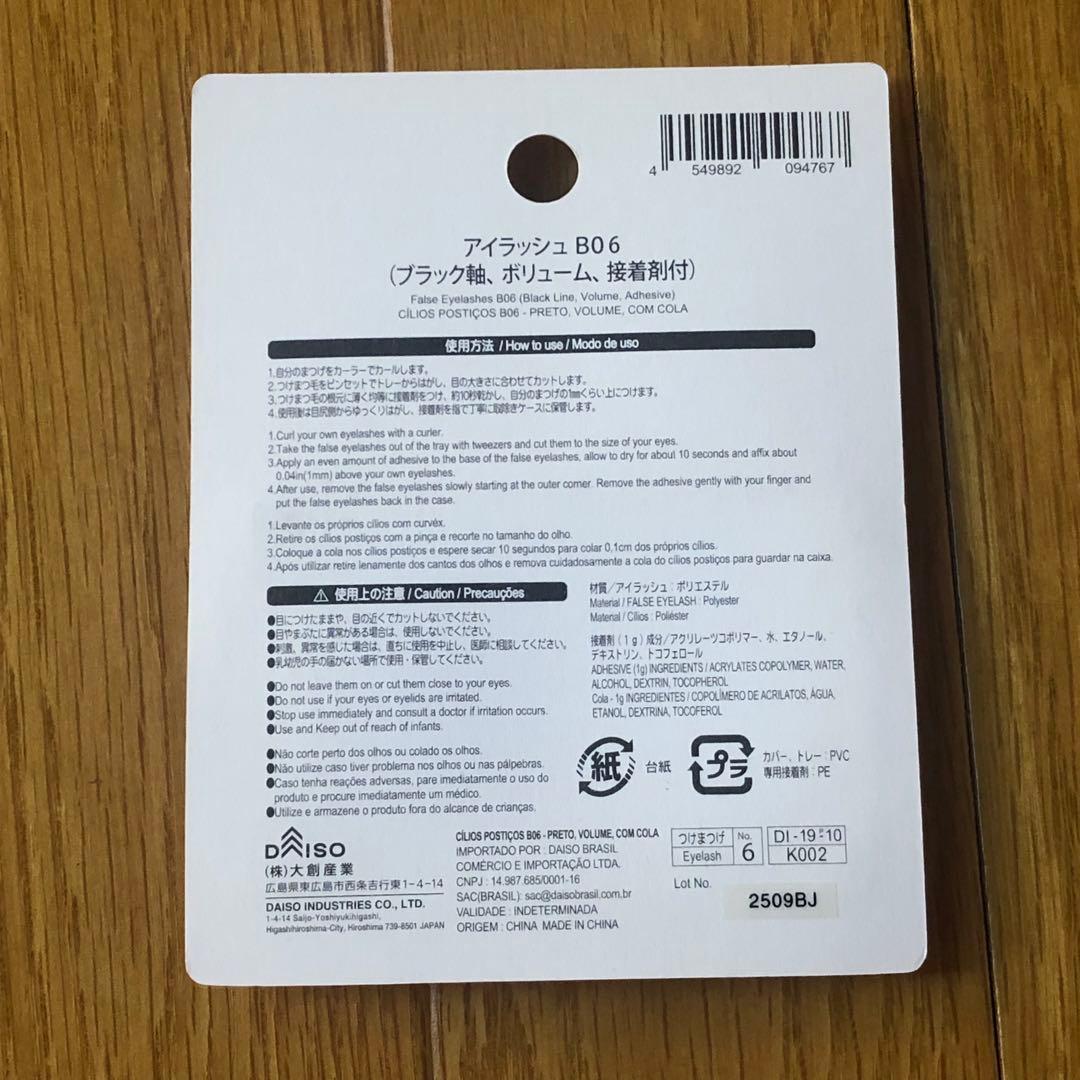 4 549892 094767
アイラッシュ B06
(ブラック軸、ボリューム、接着剤付)
False Eyelashes B06 (Black Line, Volume, Adhesive)
CÍLIOS POSTIÇOS B06 - PRETO, VOLUME, COM COLA
使用方法 / How to use / Modo de uso
1.自分のまつげをカーラーでカールします。
2.つけまつ毛をピンセットでトレーからはがし、目の大きさに合わせてカットします。
3.つけまつ毛の根元に薄く均等に接着剤をつけ、約10秒乾かし、自分のまつげの1mmくらい上につけます。
4.使用後は目尻側からゆっくりはがし、接着剤を指で丁寧に取除きケースに保管します。
1.Curl your own eyelashes with a curler.
2.Take the false eyelashes out of the tray with tweezers and cut them to the size of your eyes.
3.Apply an even amount of adhesive to the base of the false eyelashes, allow to dry for about 10 seconds and affix about
0.04in(1mm) above your own eyelashes.
4.After use, remove the false eyelashes slowly starting at the outer corner. Remove the adhesive gently with your finger and
put the false eyelashes back in the case.
1.Levante os próprios cílios com curvéx.
2.Retire os cílios postiços com a pinça e recorte no tamanho do olho.
3.Coloque a cola nos cílios postiços e espere secar 10 segundos para colar 0,1cm dos próprios cílios.
4.Após utilizar retire lenamente dos cantos dos olhos e remova cuidadosamente a cola do cílios postiços para guardar na caixa.
⚠ 使用上の注意 / Caution / Precauções
●目につけたままや、目の近くでカットしないでください。
●目やまぶたに異常がある場合は、使用しないでください。
●刺激、異常を感じた場合は、直ちに使用を中止し、医師に相談してください。
●乳幼児の手の届かない場所で使用・保管してください。
●Do not leave them on or cut them close to your eyes.
●Do not use if your eyes or eyelids are irritated.
●Stop use immediately and consult a doctor if irritation occurs.
●Use and Keep out of reach of infants.
●Não corte perto dos olhos ou colado os olhos.
●Não utilize caso tiver problema nos olhos ou nas pálpebras.
●Caso tenha reações adversas, pare imediatamente o uso do
produto e procure imediatamente um médico.
●Utilize e armazene o produto fora do alcance de crianças.
材質/アイラッシュ : ポリエステル
Material / FALSE EYELASH : Polyester
Material / Cílios : Poliéster
接着剤 (1g) 成分/アクリレーツコポリマー、水、エタノール、
デキストリン、トコフェロール
ADHESIVE (1g) INGREDIENTS / ACRYLATES COPOLYMER, WATER,
ALCOHOL, DEXTRIN, TOCOPHEROL
Cola - 1g INGREDIENTES / COPOLÍMERO DE ACRILATOS, ÁGUA,
ETANOL, DEXTRINA, TOCOFEROL
紙 台紙
プラ カバー、トレー : PVC
専用接着剤 : PE
DAISO
(株)大創産業
広島県東広島市西条吉行東1-4-14
DAISO INDUSTRIES CO., LTD.
1-4-14 Saijo-Yoshiyukihigashi,
Higashihiroshima-City, Hiroshima 739-8501 JAPAN
CÍLIOS POSTIÇOS B06 - PRETO, VOLUME, COM COLA
IMPORTADO POR : DAISO BRASIL
COMÉRCIO E IMPORTAÇÃO LTDA.
CNPJ : 14.987.685/0001-16
SAC(BRASIL): sac@daisobrasil.com.br
VALIDADE : INDETERMINADA
ORIGEM : CHINA MADE IN CHINA
つけまつげ No. 6
Eyelash
DI-19-10
K002
Lot No.
2509BJ